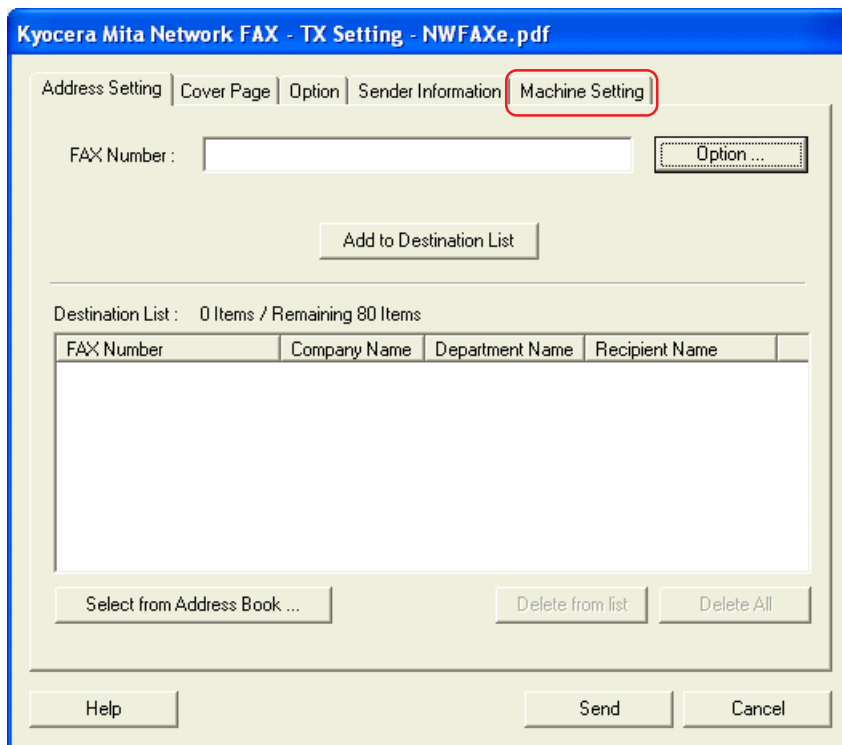 Kyocera Mita Network FAX - TX Setting - NWFAXe.pdf
Address Setting Cover Page Option Sender Information Machine Setting
FAX Number : Option ...
Add to Destination List
Destination List : 0 Items / Remaining 80 Items
FAX Number Company Name Department Name Recipient Name
Select from Address Book ... Delete from list Delete All
Help Send Cancel